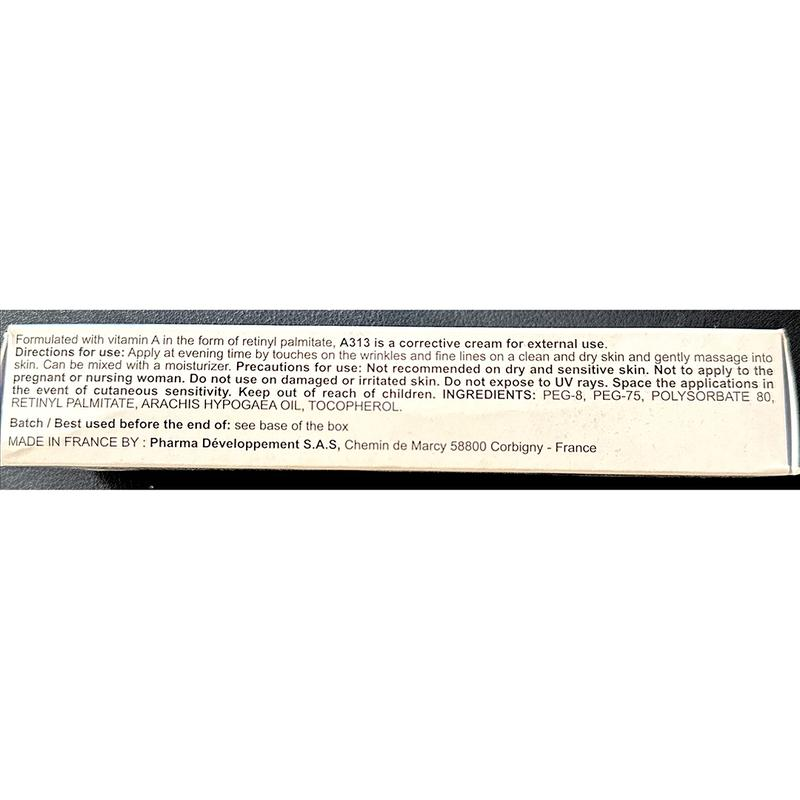 Formulated with vitamin A in the form of retinyl palmitate, A313 is a corrective cream for external use.
Directions for use: Apply at evening time by touches on the wrinkles and fine lines on a clean and dry skin and gently massage into
skin. Can be mixed with a moisturizer. Precautions for use: Not recommended on dry and sensitive skin. Not to apply to the
pregnant or nursing woman. Do not use on damaged or irritated skin. Do not expose to UV rays. Space the applications in
the event of cutaneous sensitivity. Keep out of reach of children. INGREDIENTS: PEG-8, PEG-75, POLYSORBATE 80,
RETINYL PALMITATE, ARACHIS HYPOGAEA OIL, TOCOPHEROL.
Batch / Best used before the end of: see base of the box
MADE IN FRANCE BY : Pharma Développement S.A.S, Chemin de Marcy 58800 Corbigny - France